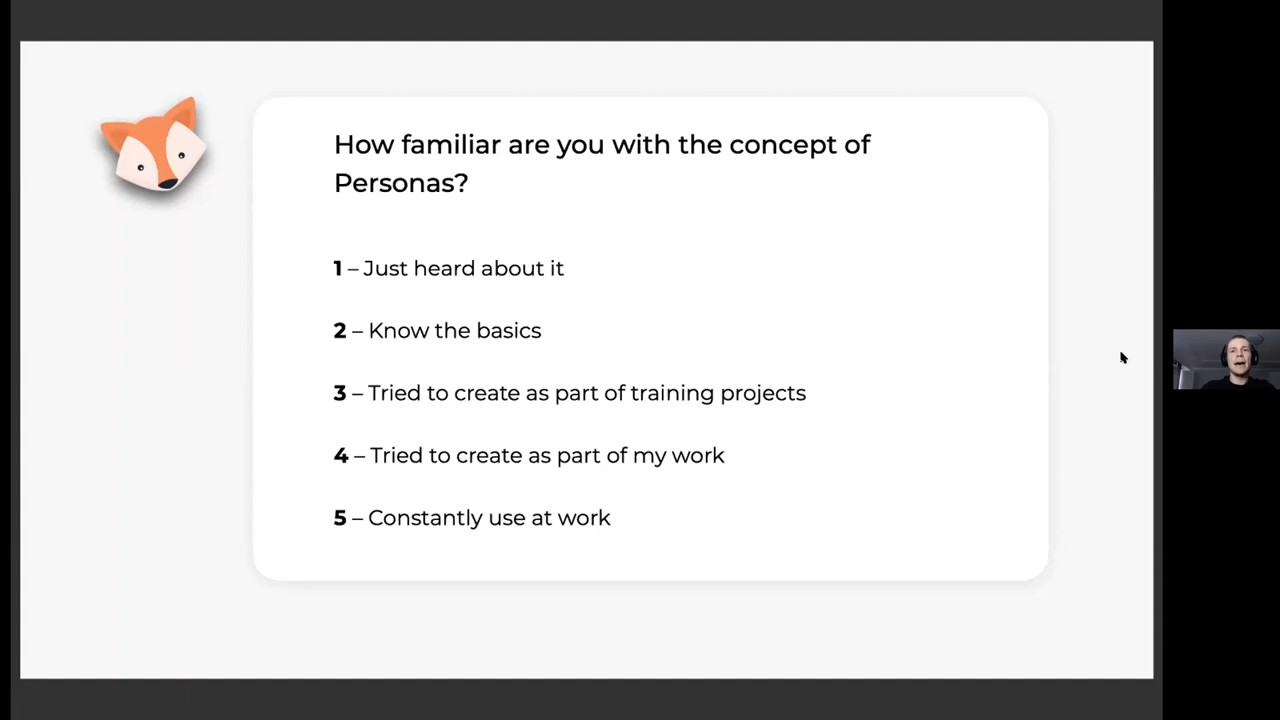 How familiar are you with the concept of
Personas?
1 – Just heard about it
2 – Know the basics
3 – Tried to create as part of training projects
4 – Tried to create as part of my work
5 – Constantly use at work